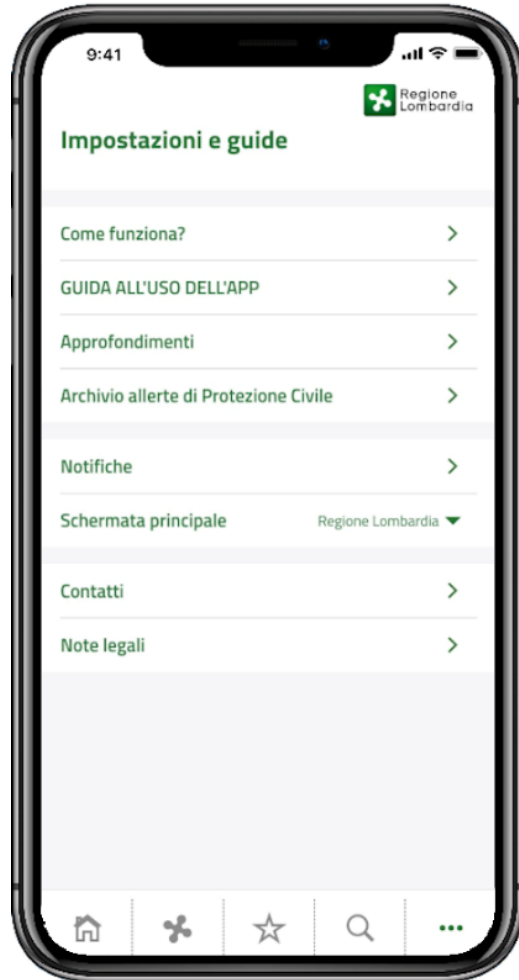 9:41
Regione
Lombardia
Impostazioni e guide
Come funziona?
GUIDA ALL'USO DELL'APP
Approfondimenti
Archivio allerte di Protezione Civile
Notifiche
Schermata principale Regione Lombardia
Contatti
Note legali